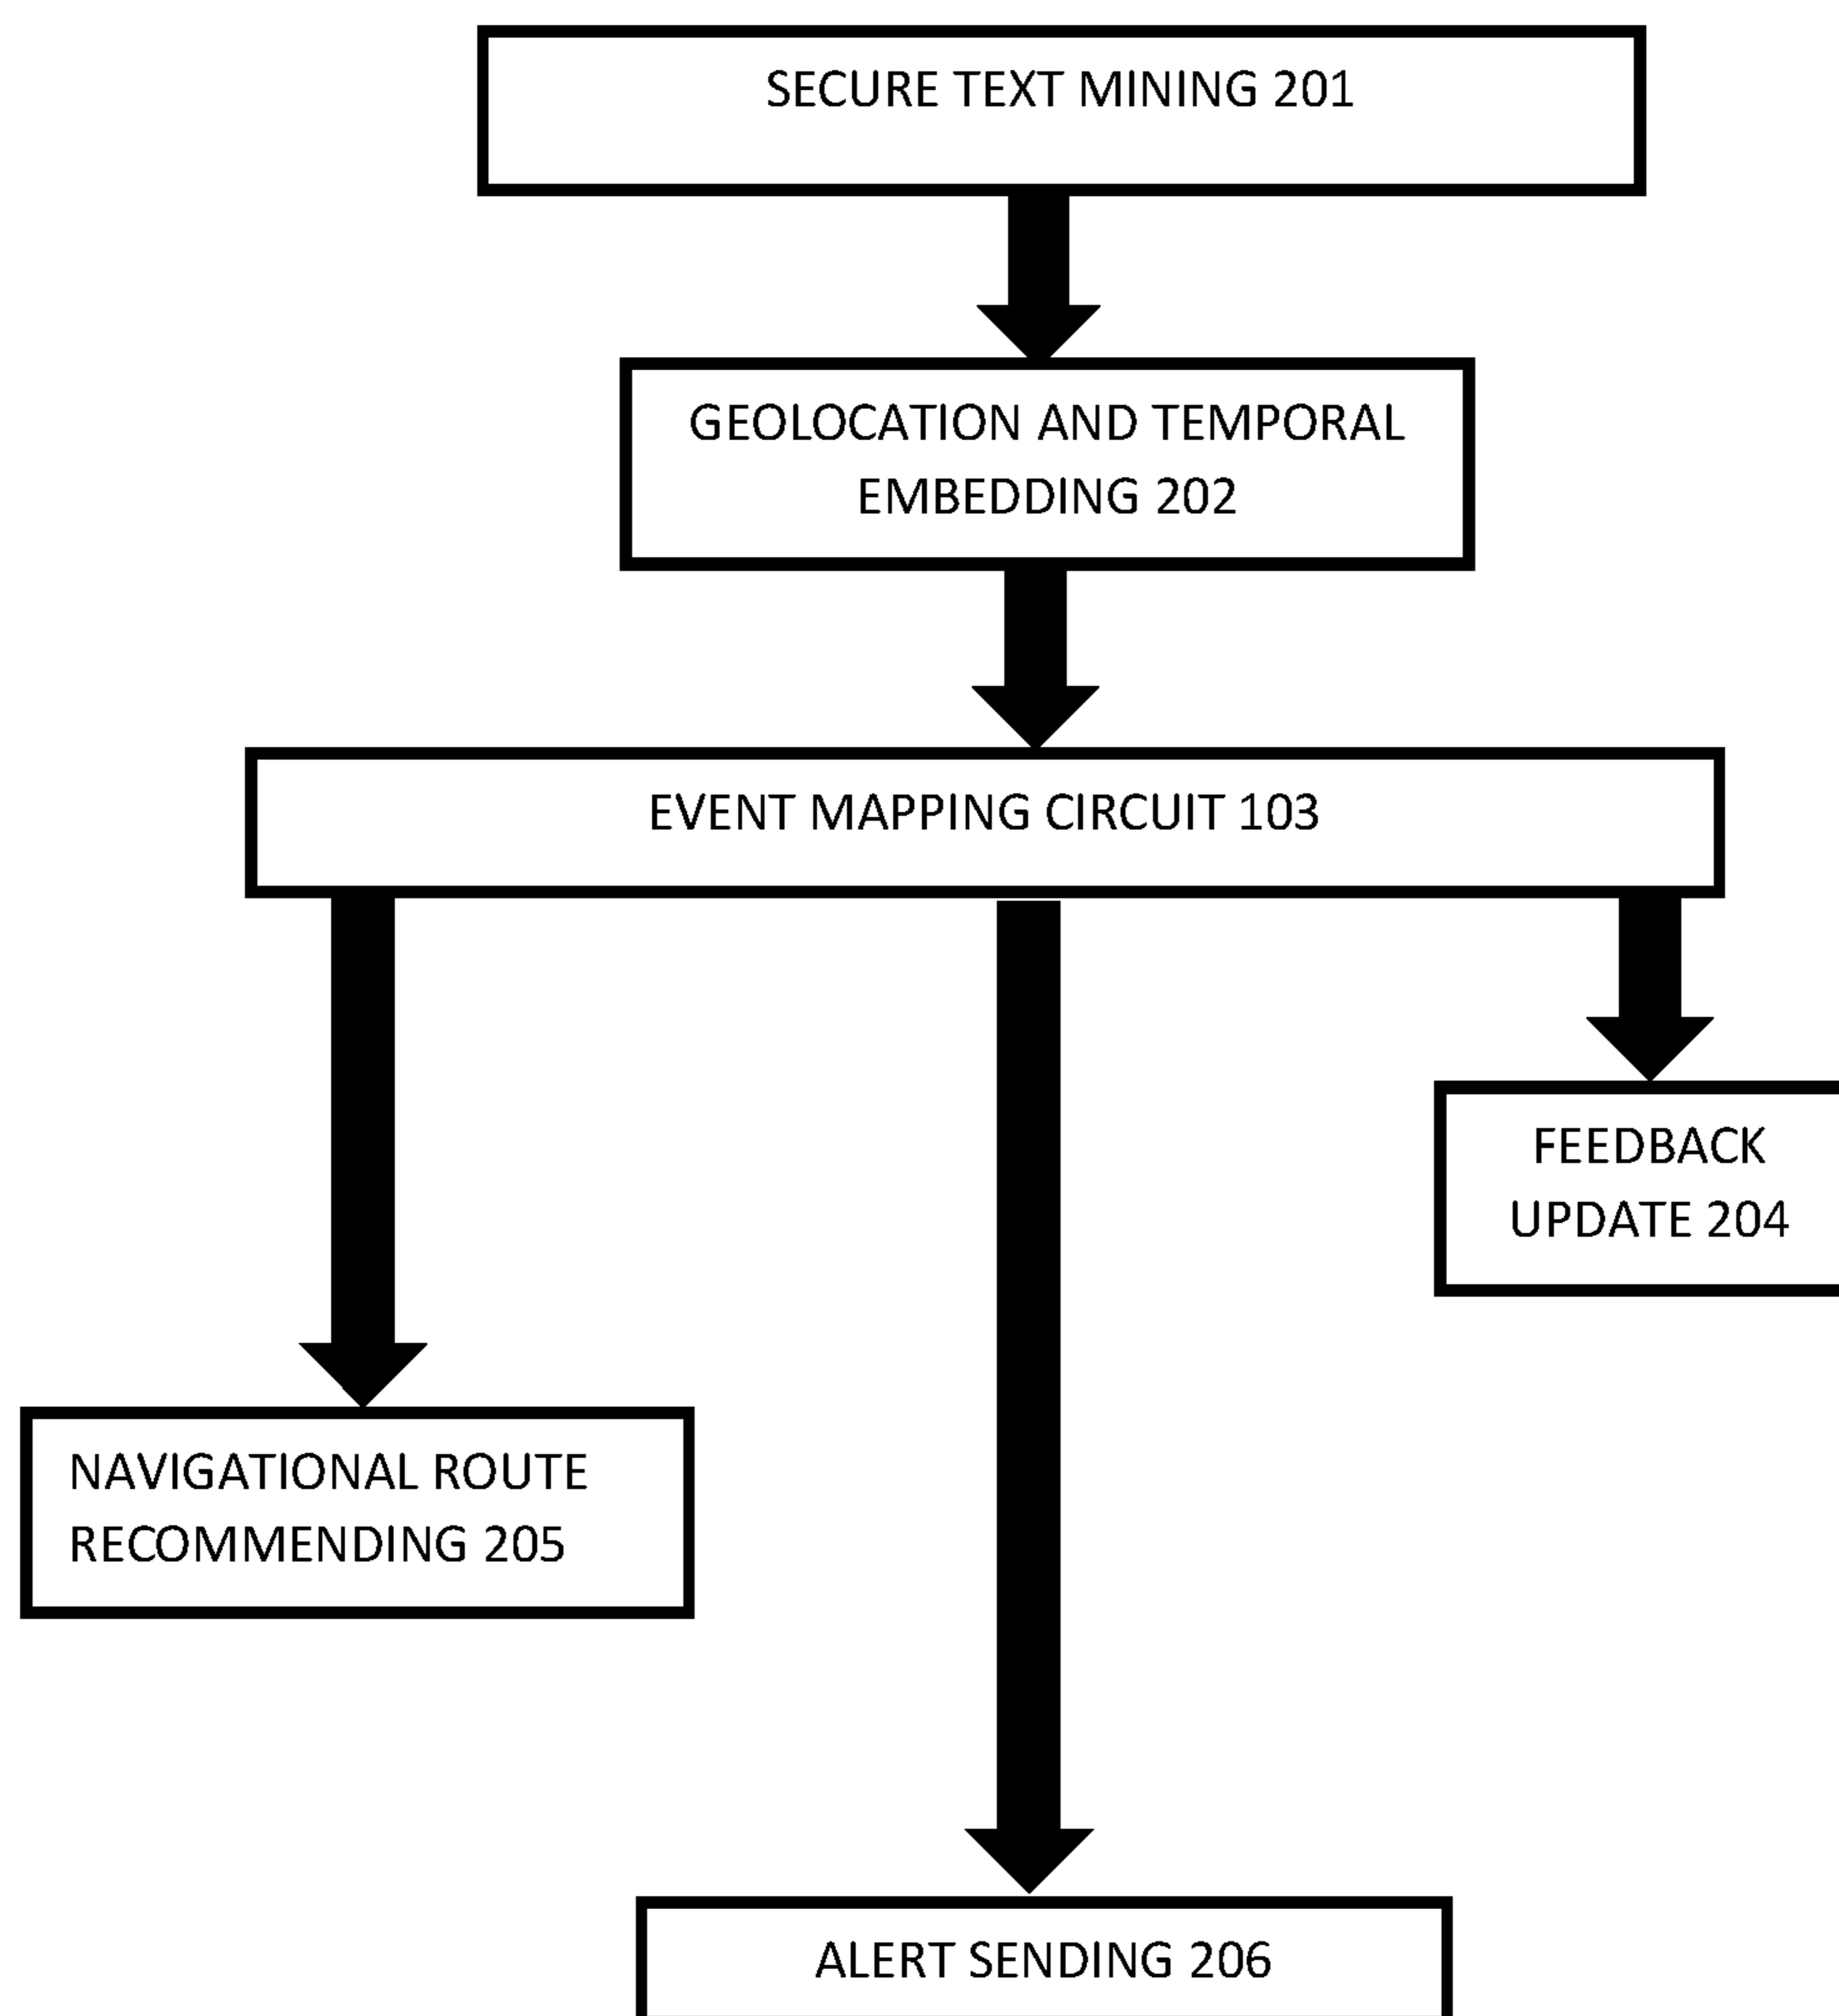 SECURE TEXT MINING 201
GEOLOCATION AND TEMPORAL
EMBEDDING 202
EVENT MAPPING CIRCUIT 103
FEEDBACK
UPDATE 204
NAVIGATIONAL ROUTE
RECOMMENDING 205
ALERT SENDING 206